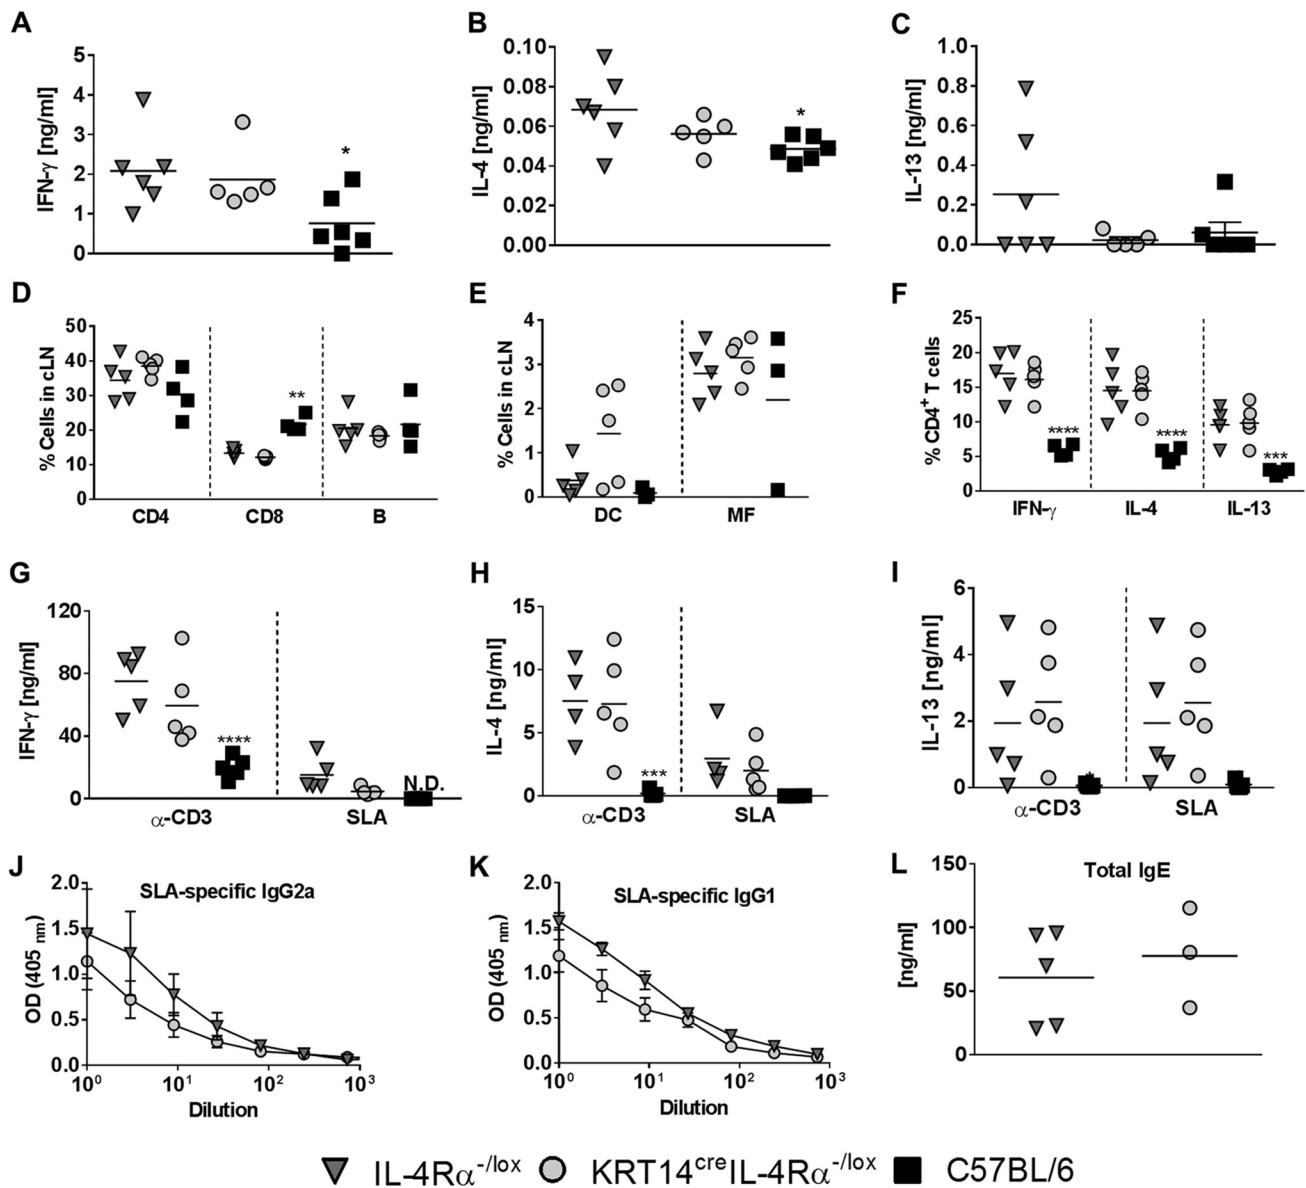 A
IFN-γ [ng/ml]
5
4
3
2
1
0
*
B
IL-4 [ng/ml]
0.10
0.08
0.06
0.04
0.02
0.00
*
C
IL-13 [ng/ml]
1.0
0.8
0.6
0.4
0.2
0.0
D
% Cells in cLN
50
40
30
20
10
0
**
CD4 CD8 B
E
% Cells in cLN
4
3
2
1
0
DC MF
F
% CD4⁺ T cells
25
20
15
10
5
0
**** **** ***
IFN-γ IL-4 IL-13
G
IFN-γ [ng/ml]
120
80
40
0
**** N.D.
α-CD3 SLA
H
IL-4 [ng/ml]
15
10
5
0
***
α-CD3 SLA
I
IL-13 [ng/ml]
6
4
2
0
*
α-CD3 SLA
J
SLA-specific IgG2a
OD (405 nm)
2.0
1.5
1.0
0.5
0.0
10⁰ 10¹ 10² 10³
Dilution
K
SLA-specific IgG1
OD (405 nm)
2.0
1.5
1.0
0.5
0.0
10⁰ 10¹ 10² 10³
Dilution
L
Total IgE
[ng/ml]
150
100
50
0
IL-4Rα⁻/ˡᵒˣ KRT14ᶜʳᵉIL-4Rα⁻/ˡᵒˣ C57BL/6